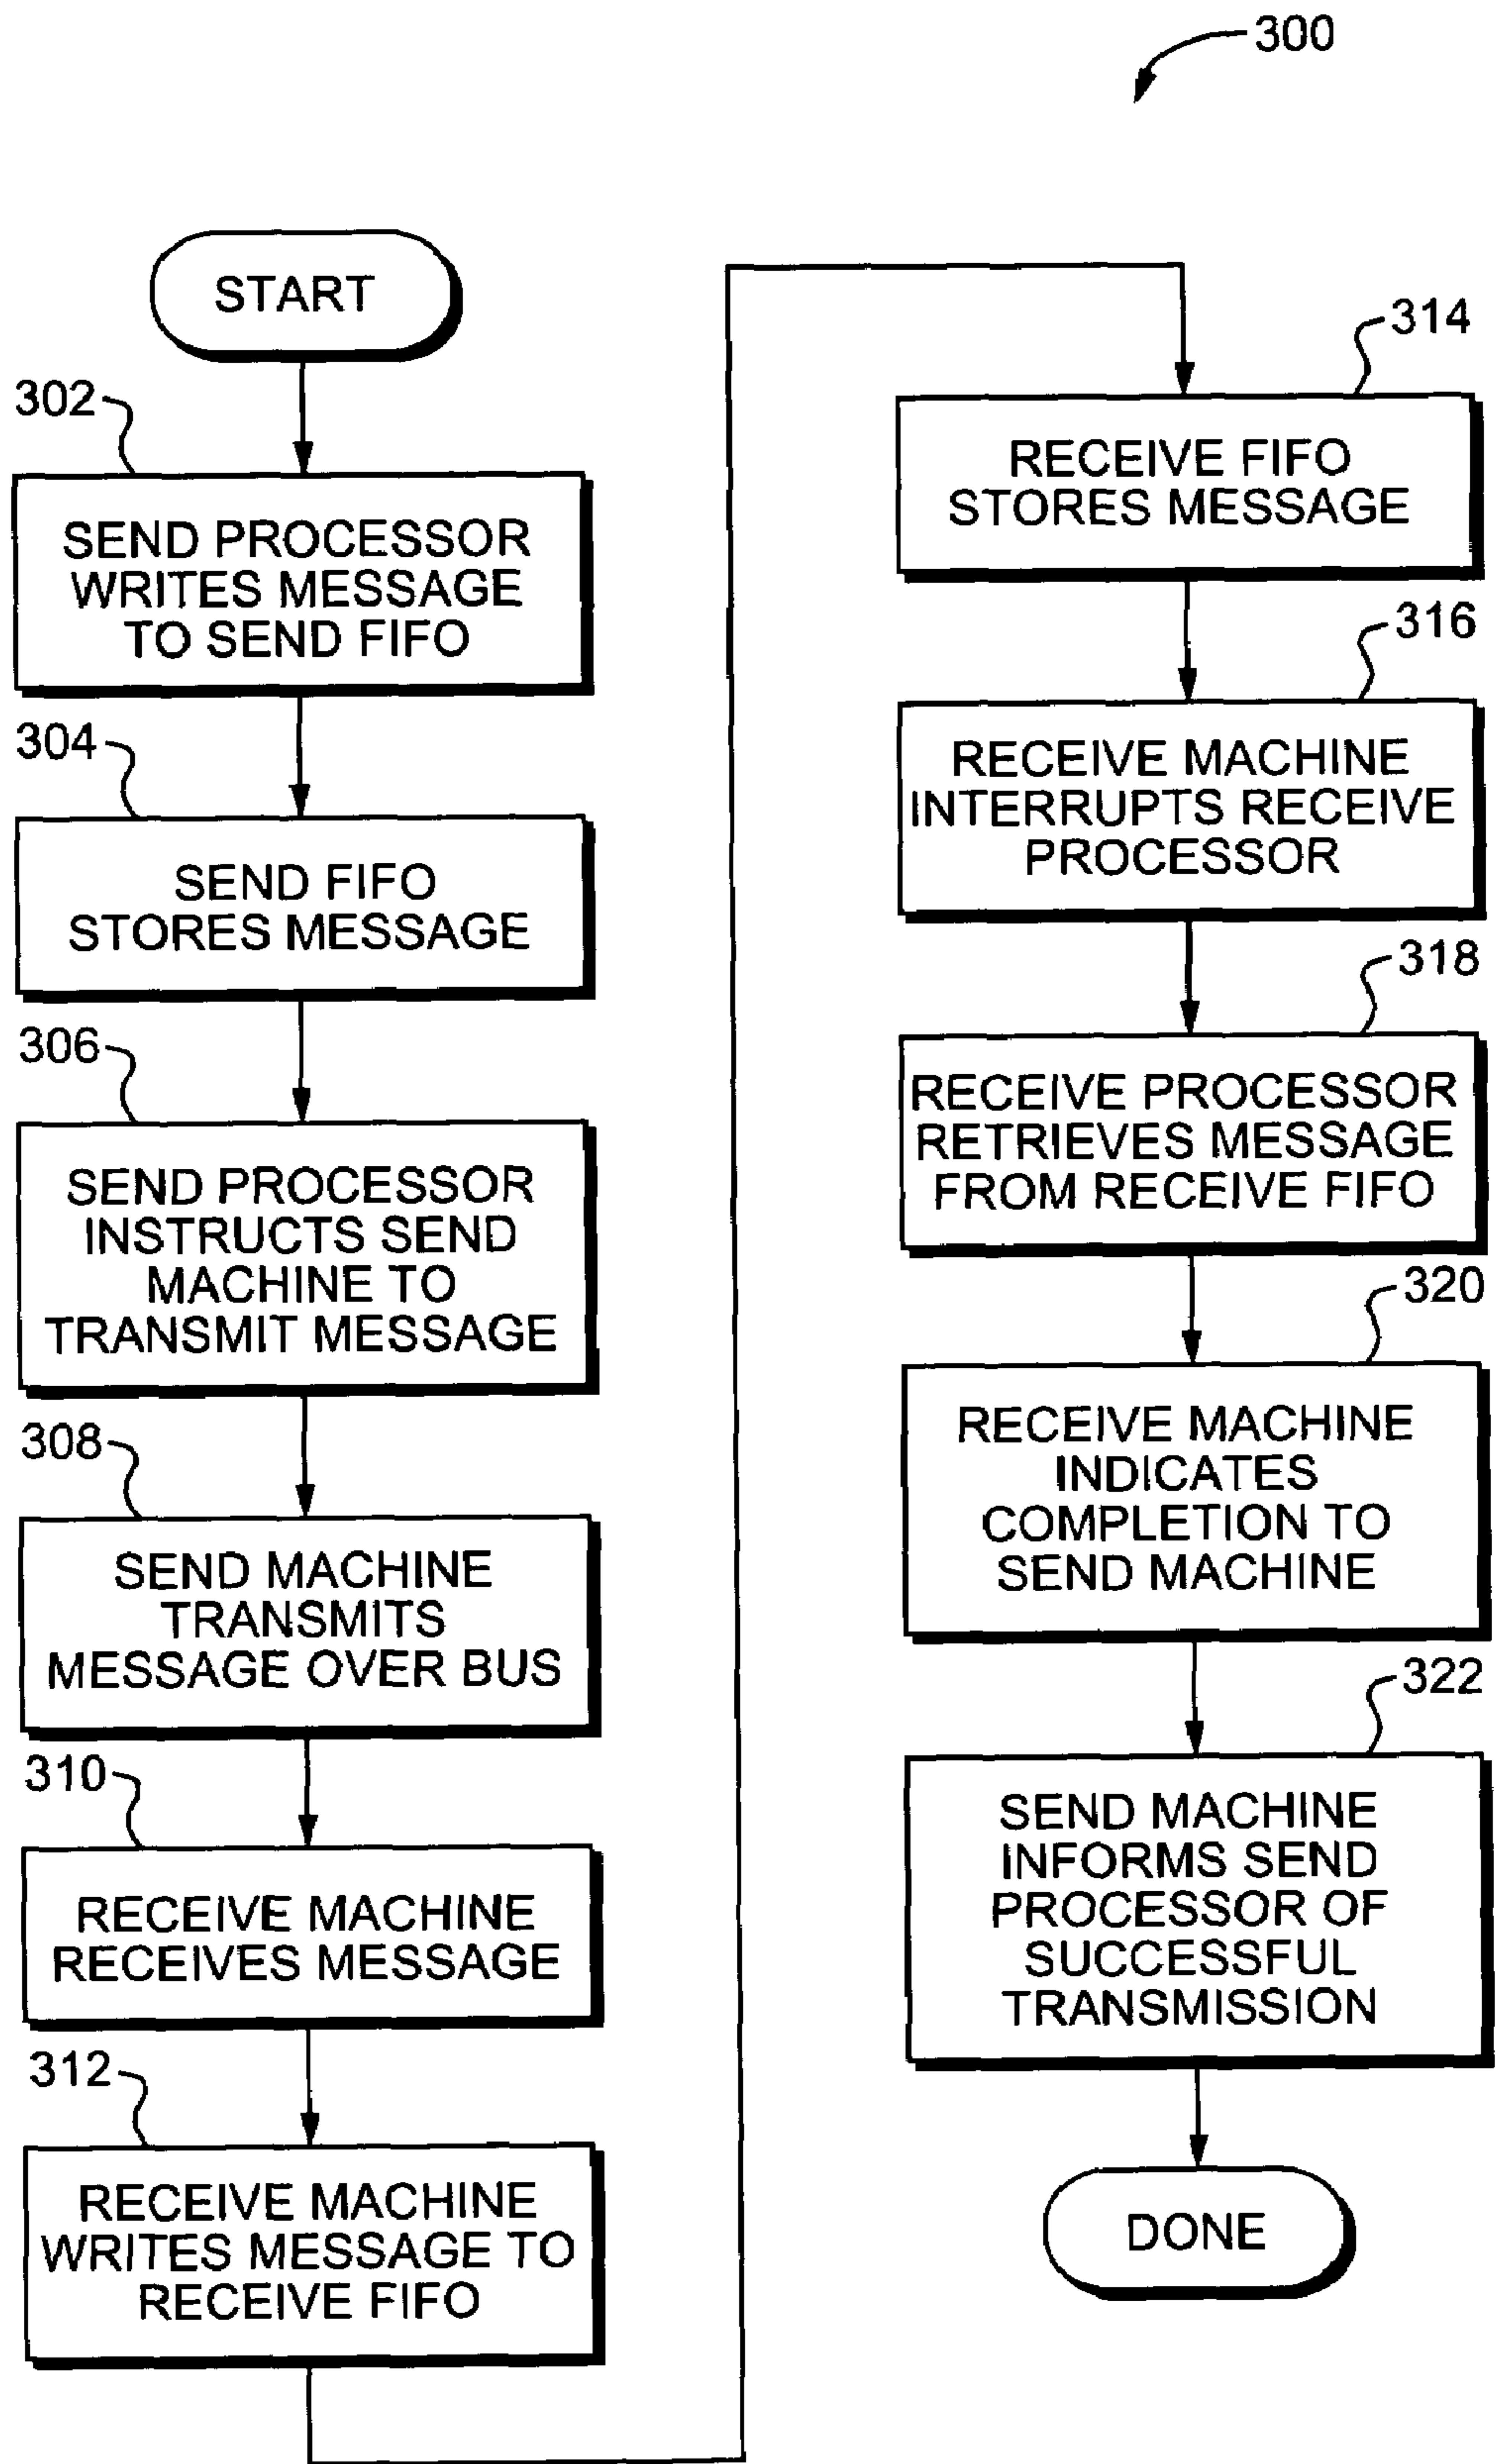 300
START
302
SEND PROCESSOR
WRITES MESSAGE
TO SEND FIFO
304
SEND FIFO
STORES MESSAGE
306
SEND PROCESSOR
INSTRUCTS SEND
MACHINE TO
TRANSMIT MESSAGE
308
SEND MACHINE
TRANSMITS
MESSAGE OVER BUS
310
RECEIVE MACHINE
RECEIVES MESSAGE
312
RECEIVE MACHINE
WRITES MESSAGE TO
RECEIVE FIFO
314
RECEIVE FIFO
STORES MESSAGE
316
RECEIVE MACHINE
INTERRUPTS RECEIVE
PROCESSOR
318
RECEIVE PROCESSOR
RETRIEVES MESSAGE
FROM RECEIVE FIFO
320
RECEIVE MACHINE
INDICATES
COMPLETION TO
SEND MACHINE
322
SEND MACHINE
INFORMS SEND
PROCESSOR OF
SUCCESSFUL
TRANSMISSION
DONE